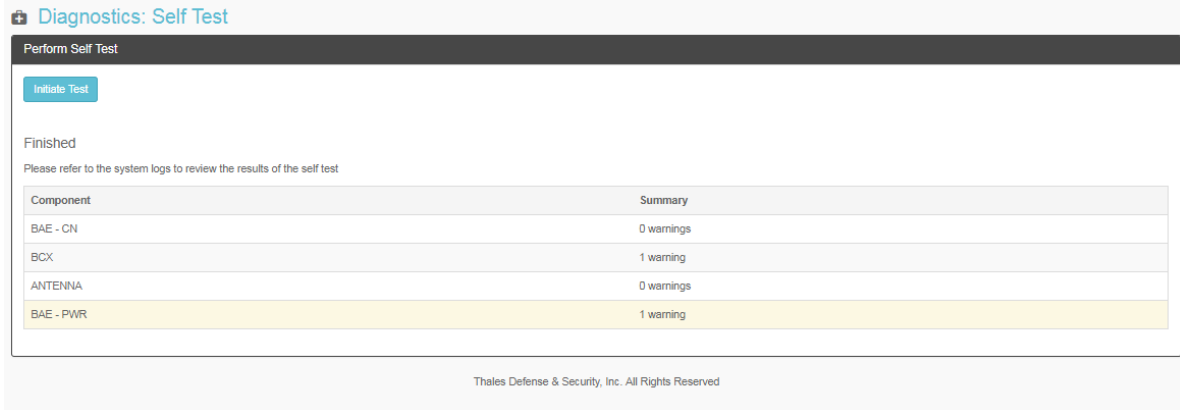 Diagnostics: Self Test
Perform Self Test
Initiate Test
Finished
Please refer to the system logs to review the results of the self test
Component Summary
BAE - CN 0 warnings
BCX 1 warning
ANTENNA 0 warnings
BAE - PWR 1 warning
Thales Defense & Security, Inc. All Rights Reserved